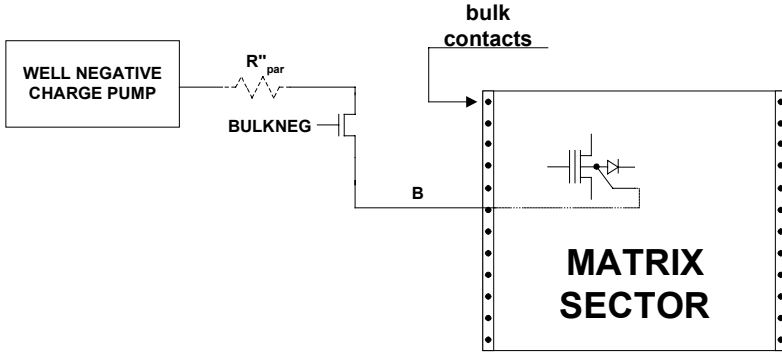 bulk
contacts
WELL NEGATIVE
CHARGE PUMP
R"par
BULKNEG
B
MATRIX
SECTOR